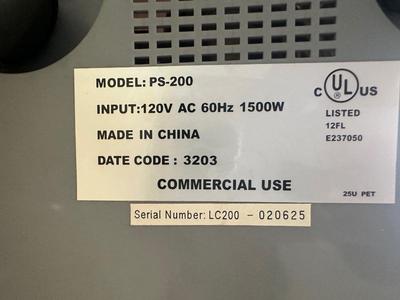 MODEL: PS-200
INPUT:120V AC 60Hz 1500W
MADE IN CHINA
DATE CODE : 3203
COMMERCIAL USE
C UL US
LISTED
12FL
E237050
25U PET
Serial Number: LC200 - 020625